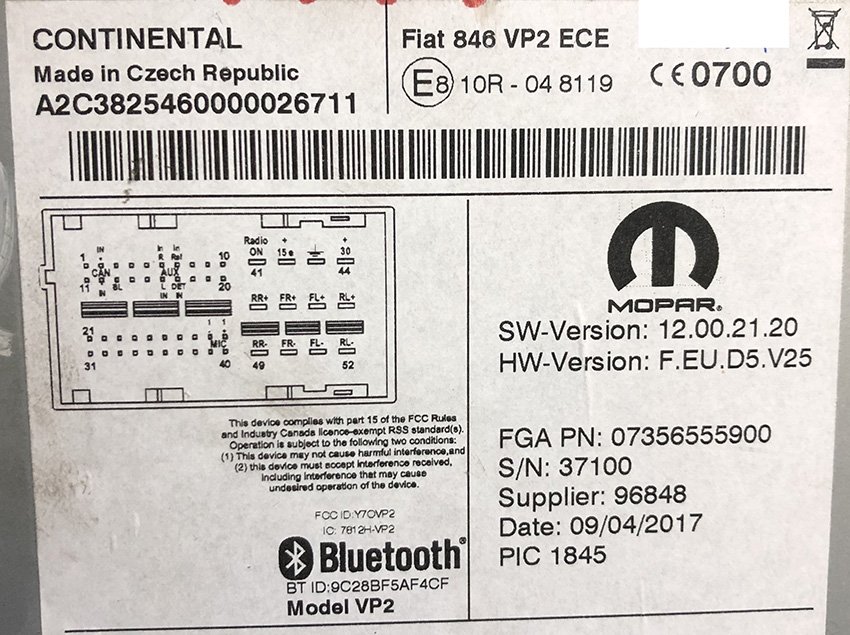 CONTINENTAL
Made in Czech Republic
A2C3825460000026711
Fiat 846 VP2 ECE
E8 10R - 04 8119
CE 0700
Radio + +
ON 15e 30
41 44
IN In In
R Ref
1 + 10
CAN AUX
11 8L L DET 20
IN IN IN
RR+ FR+ FL+ RL+
21 1 1
MIC +
31 40
RR- FR- FL- RL-
49 52
MOPAR®
SW-Version: 12.00.21.20
HW-Version: F.EU.D5.V25
FGA PN: 07356555900
S/N: 37100
Supplier: 96848
Date: 09/04/2017
PIC 1845
This device complies with part 15 of the FCC Rules
and Industry Canada licence-exempt RSS standard(s).
Operation is subject to the following two conditions:
(1) This device may not cause harmful interference,and
(2) this device must accept interference received,
including interference that may cause
undesired operation of the device.
FCC ID:Y7OVP2
IC: 7812H-VP2
Bluetooth®
BT ID:9C28BF5AF4CF
Model VP2